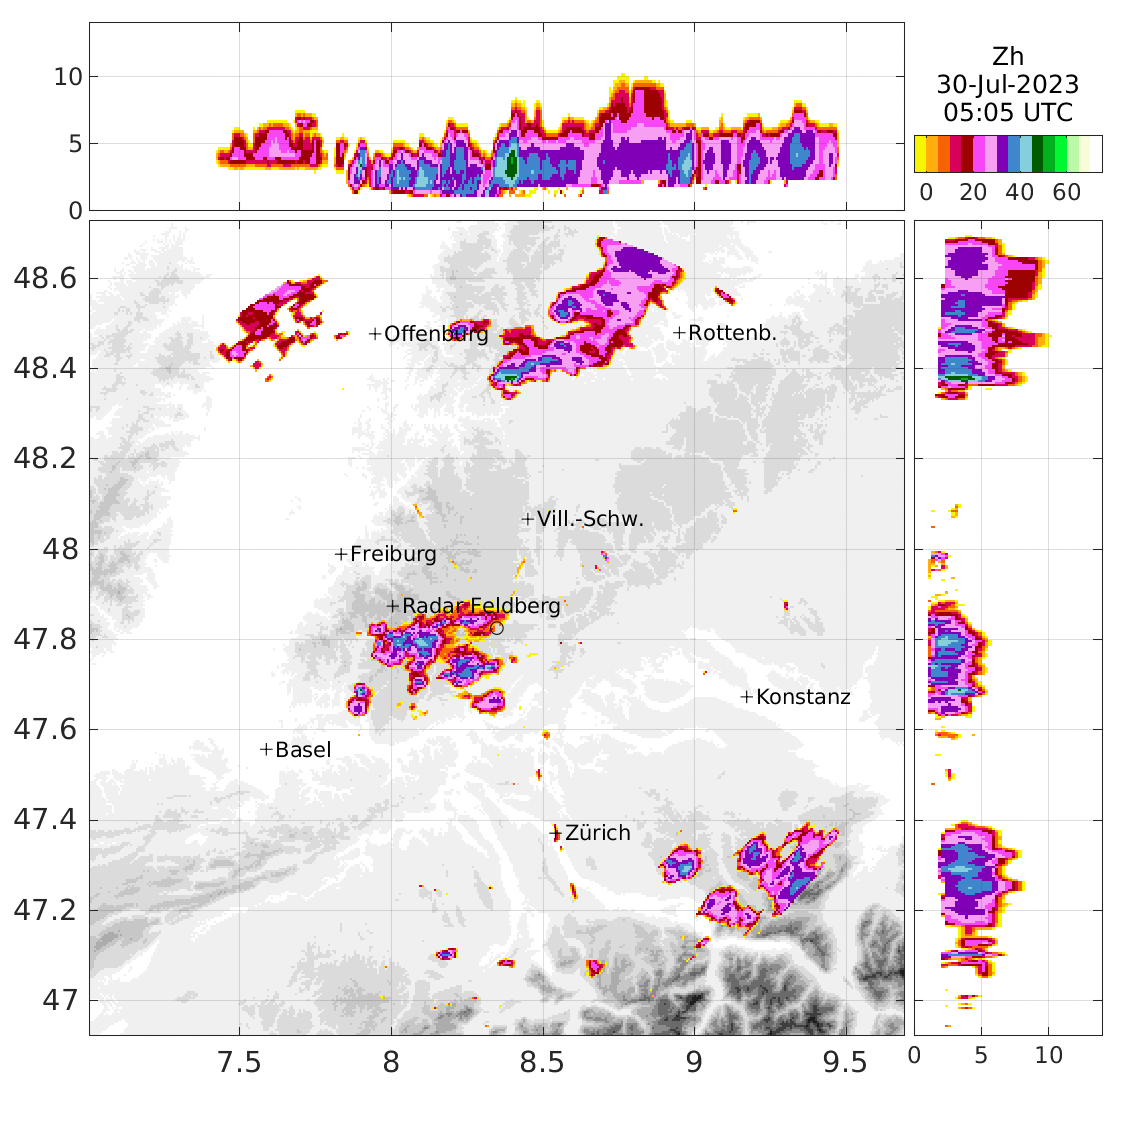 10
5
0
Zh
30-Jul-2023
05:05 UTC
0 20 40 60
48.6
48.4
48.2
48
47.8
47.6
47.4
47.2
47
+Offenburg
+Rottenb.
+Vill.-Schw.
+Freiburg
+Radar Feldberg
+Konstanz
+Basel
+Zürich
7.5 8 8.5 9 9.5
0 5 10